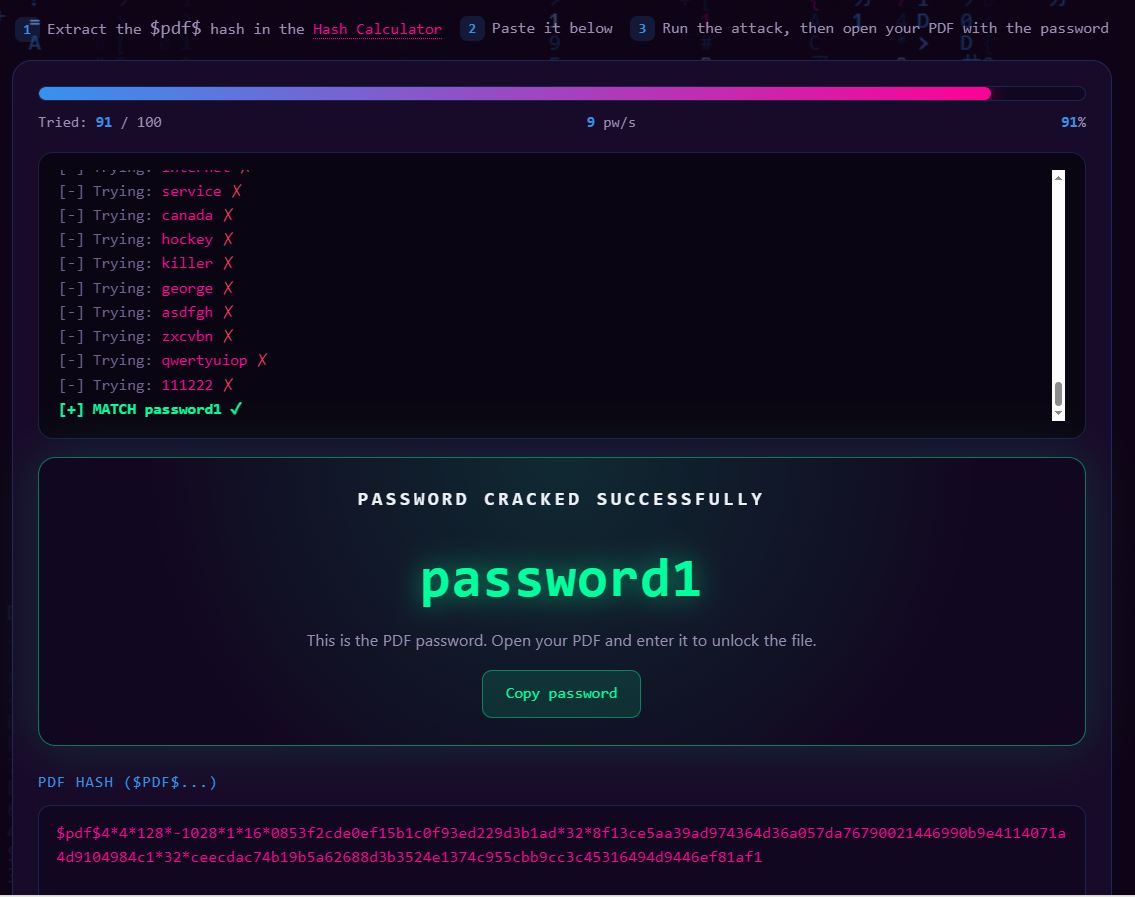 1 Extract the $pdf$ hash in the Hash Calculator 2 Paste it below 3 Run the attack, then open your PDF with the password
Tried: 91 / 100 9 pw/s 91%
[-] Trying: internet ✗
[-] Trying: service ✗
[-] Trying: canada ✗
[-] Trying: hockey ✗
[-] Trying: killer ✗
[-] Trying: george ✗
[-] Trying: asdfgh ✗
[-] Trying: zxcvbn ✗
[-] Trying: qwertyuiop ✗
[-] Trying: 111222 ✗
[+] MATCH password1 ✓
PASSWORD CRACKED SUCCESSFULLY
password1
This is the PDF password. Open your PDF and enter it to unlock the file.
Copy password
PDF HASH ($PDF$...)
$pdf$4*4*128*-1028*1*16*0853f2cde0ef15b1c0f93ed229d3b1ad*32*8f13ce5aa39ad974364d36a057da76790021446990b9e4114071a
4d9104984c1*32*ceecdac74b19b5a62688d3b3524e1374c955cbb9cc3c45316494d9446ef81af1